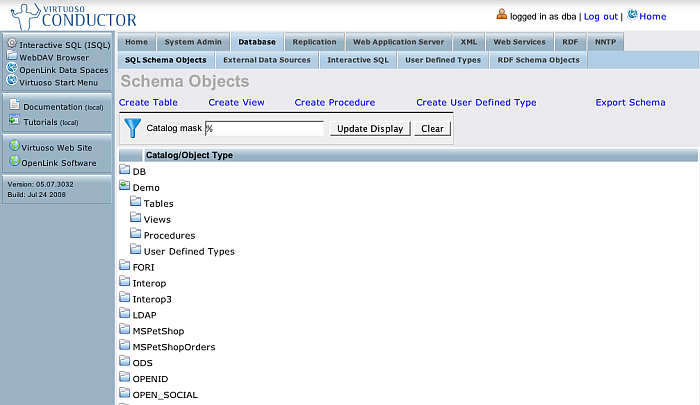 VIRTUOSO
CONDUCTOR
logged in as dba | Log out | Home
Interactive SQL (ISQL)
WebDAV Browser
OpenLink Data Spaces
Virtuoso Start Menu
Documentation (local)
Tutorials (local)
Virtuoso Web Site
OpenLink Software
Version: 05.07.3032
Build: Jul 24 2008
Home System Admin Database Replication Web Application Server XML Web Services RDF NNTP
SQL Schema Objects External Data Sources Interactive SQL User Defined Types RDF Schema Objects
Schema Objects
Create Table Create View Create Procedure Create User Defined Type Export Schema
Catalog mask % Update Display Clear
Catalog/Object Type
DB
Demo
Tables
Views
Procedures
User Defined Types
FORI
Interop
Interop3
LDAP
MSPetShop
MSPetShopOrders
ODS
OPENID
OPEN_SOCIAL